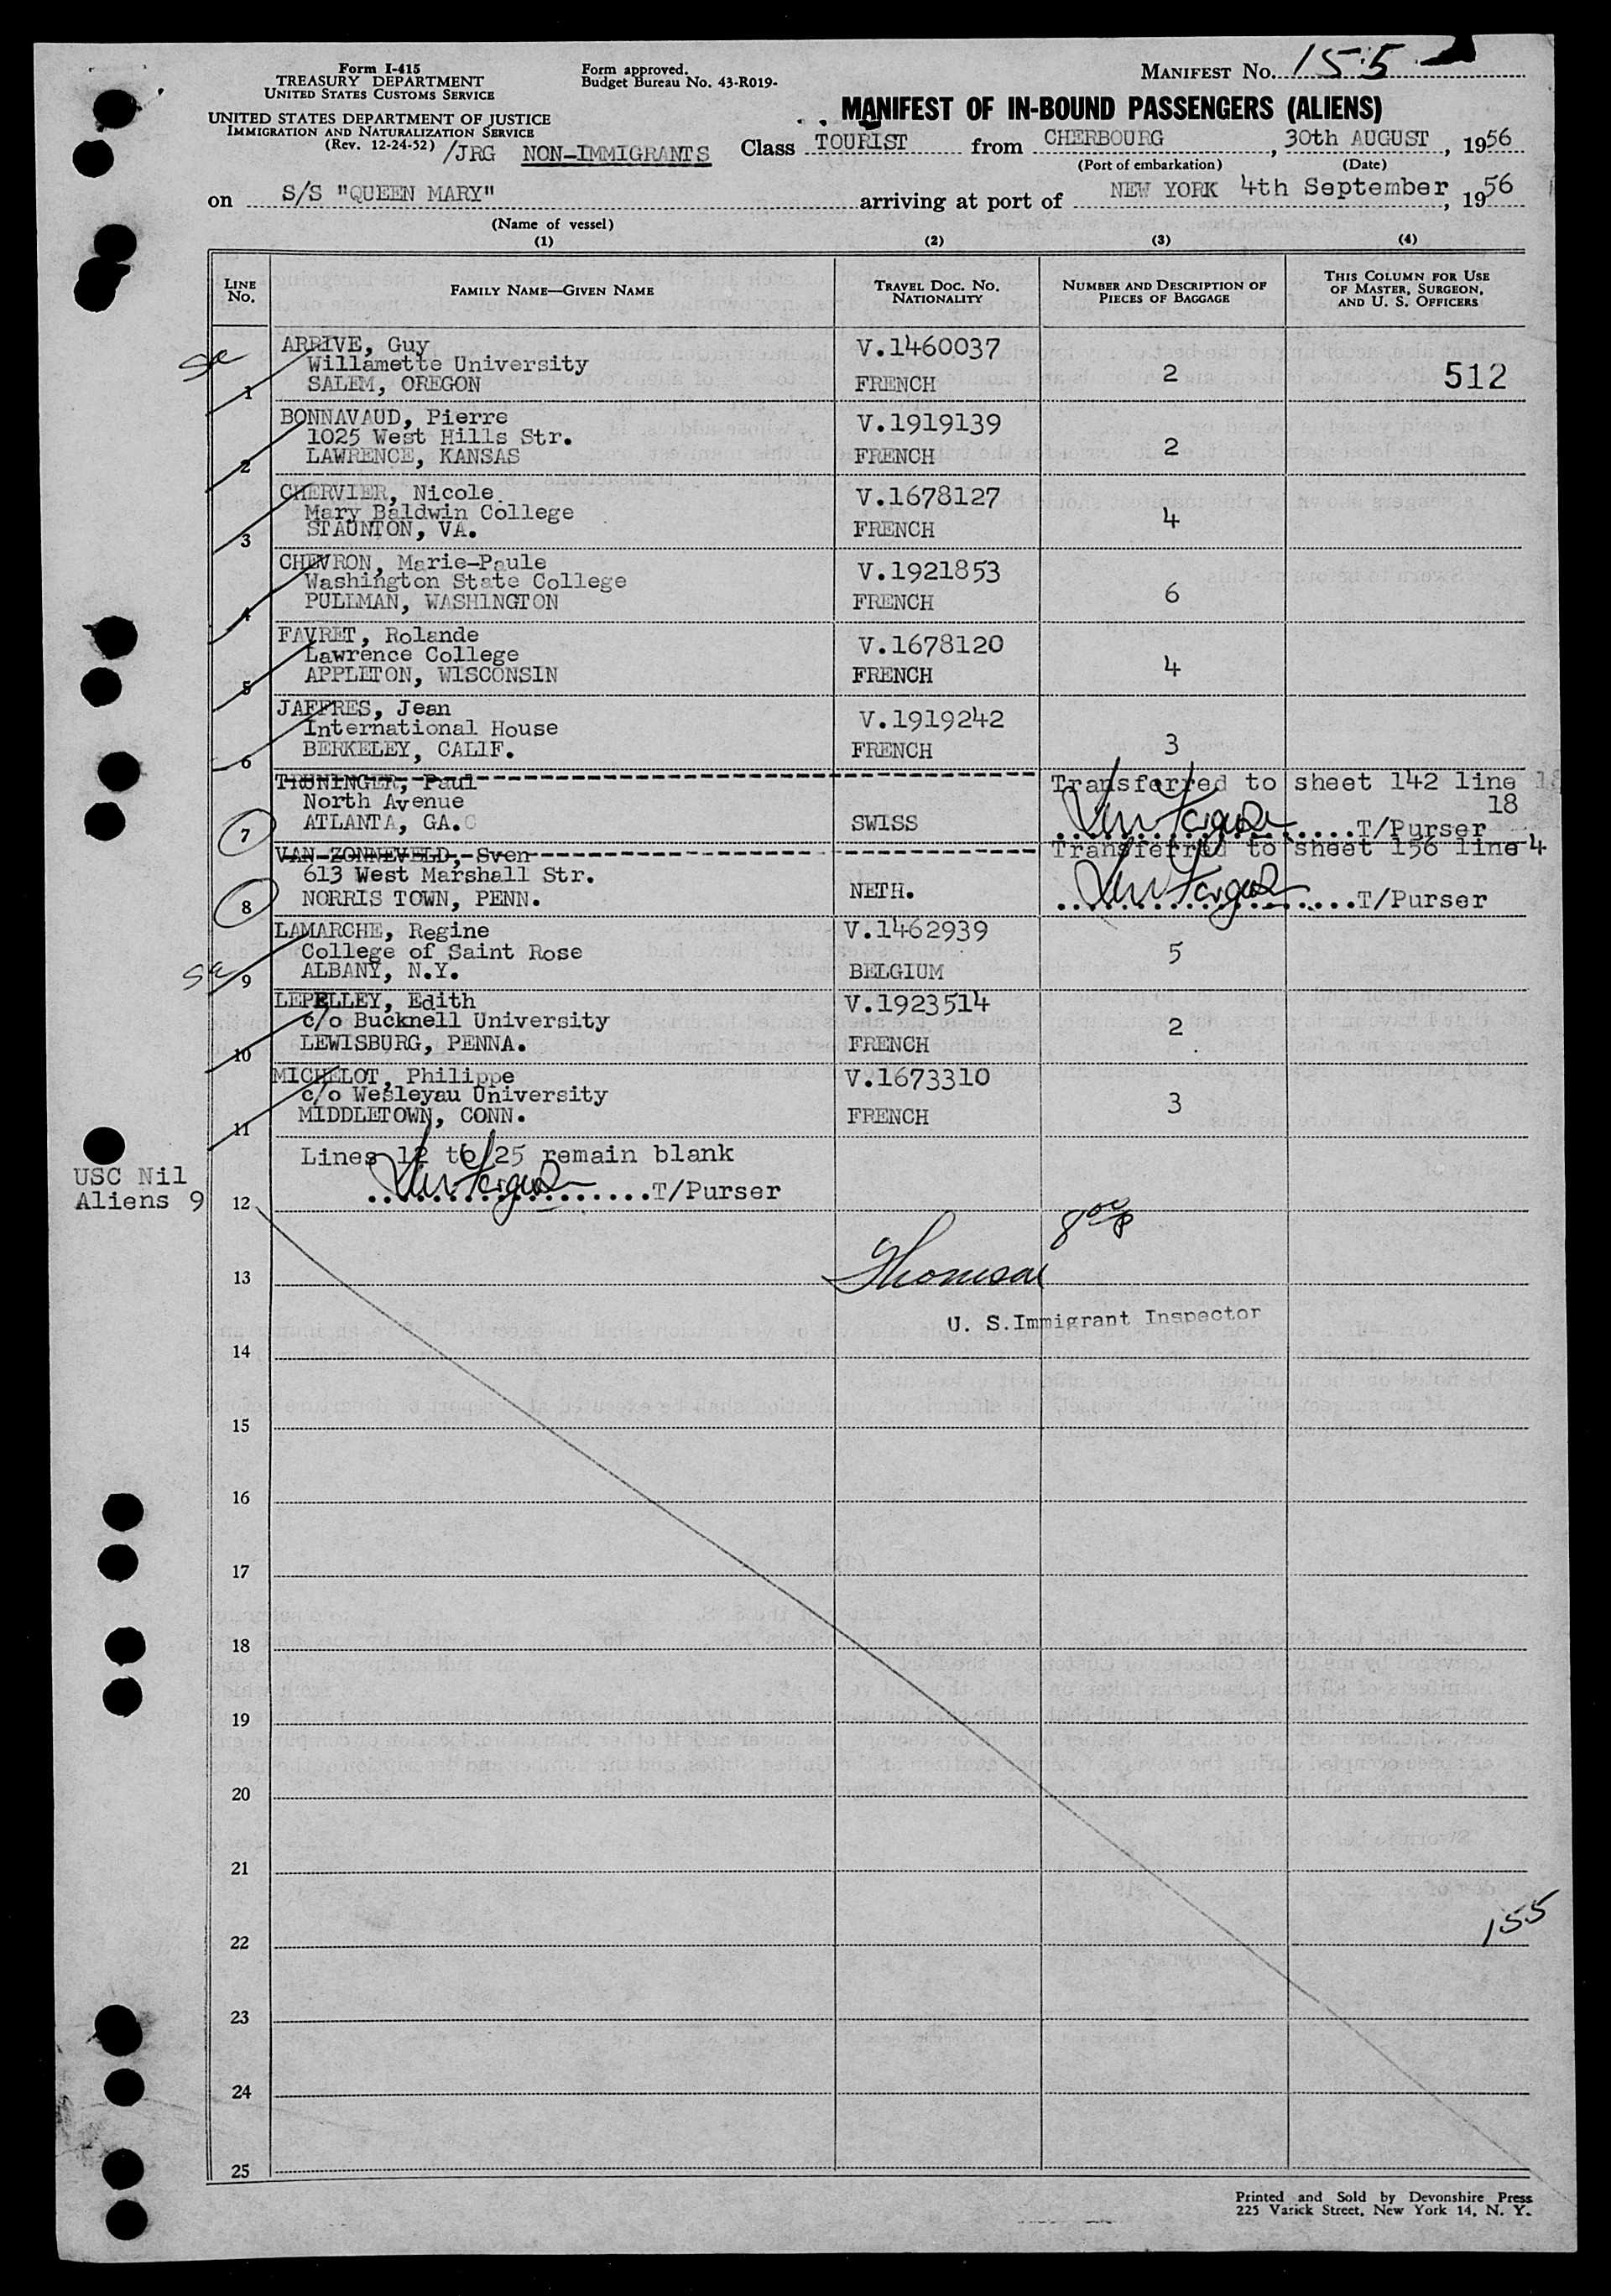 Form I-415
TREASURY DEPARTMENT
UNITED STATES CUSTOMS SERVICE
UNITED STATES DEPARTMENT OF JUSTICE
IMMIGRATION AND NATURALIZATION SERVICE
(Rev. 12-24-52)
/JRG NON-IMMIGRANTS
Form approved.
Budget Bureau No. 43-R019-
MANIFEST No. 155
MANIFEST OF IN-BOUND PASSENGERS (ALIENS)
Class TOURIST from CHERBOURG, 30th AUGUST, 1956
(Port of embarkation) (Date)
on S/S "QUEEN MARY" arriving at port of NEW YORK 4th September, 1956
(Name of vessel)
(1) (2) (3) (4)
LINE No. FAMILY NAME—GIVEN NAME TRAVEL DOC. NO. NATIONALITY NUMBER AND DESCRIPTION OF PIECES OF BAGGAGE THIS COLUMN FOR USE OF MASTER, SURGEON, AND U. S. OFFICERS
ARRIVE, Guy V.1460037
Willamette University
1 SALEM, OREGON FRENCH 2 512
BONNAVAUD, Pierre V.1919139
1025 West Hills Str.
2 LAWRENCE, KANSAS FRENCH 2
CHERVIER, Nicole V.1678127
Mary Baldwin College
3 STAUNTON, VA. FRENCH 4
CHEVRON, Marie-Paule V.1921853
Washington State College
4 PULLMAN, WASHINGTON FRENCH 6
FAVRET, Rolande V.1678120
Lawrence College
5 APPLETON, WISCONSIN FRENCH 4
JAFFRES, Jean V.1919242
International House
6 BERKELEY, CALIF. FRENCH 3
TRUNINGER, Paul Transferred to sheet 142 line 18
North Avenue 18
7 ATLANTA, GA. SWISS T/Purser
VAN ZONNEVELD, Sven Transferred to sheet 156 line 4
613 West Marshall Str.
8 NORRIS TOWN, PENN. NETH. T/Purser
LAMARCHE, Regine V.1462939
College of Saint Rose 5
9 ALBANY, N.Y. BELGIUM
LEPELLEY, Edith V.1923514
c/o Bucknell University 2
10 LEWISBURG, PENNA. FRENCH
MICHELOT, Philippe V.1673310
c/o Wesleyau University
11 MIDDLETOWN, CONN. FRENCH 3
Lines 12 to 25 remain blank
USC Nil
Aliens 9
12 T/Purser
13
U. S. Immigrant Inspector
14
15
16
17
18
19
20
21
155
22
23
24
25
Printed and Sold by Devonshire Press
225 Varick Street, New York 14, N. Y.